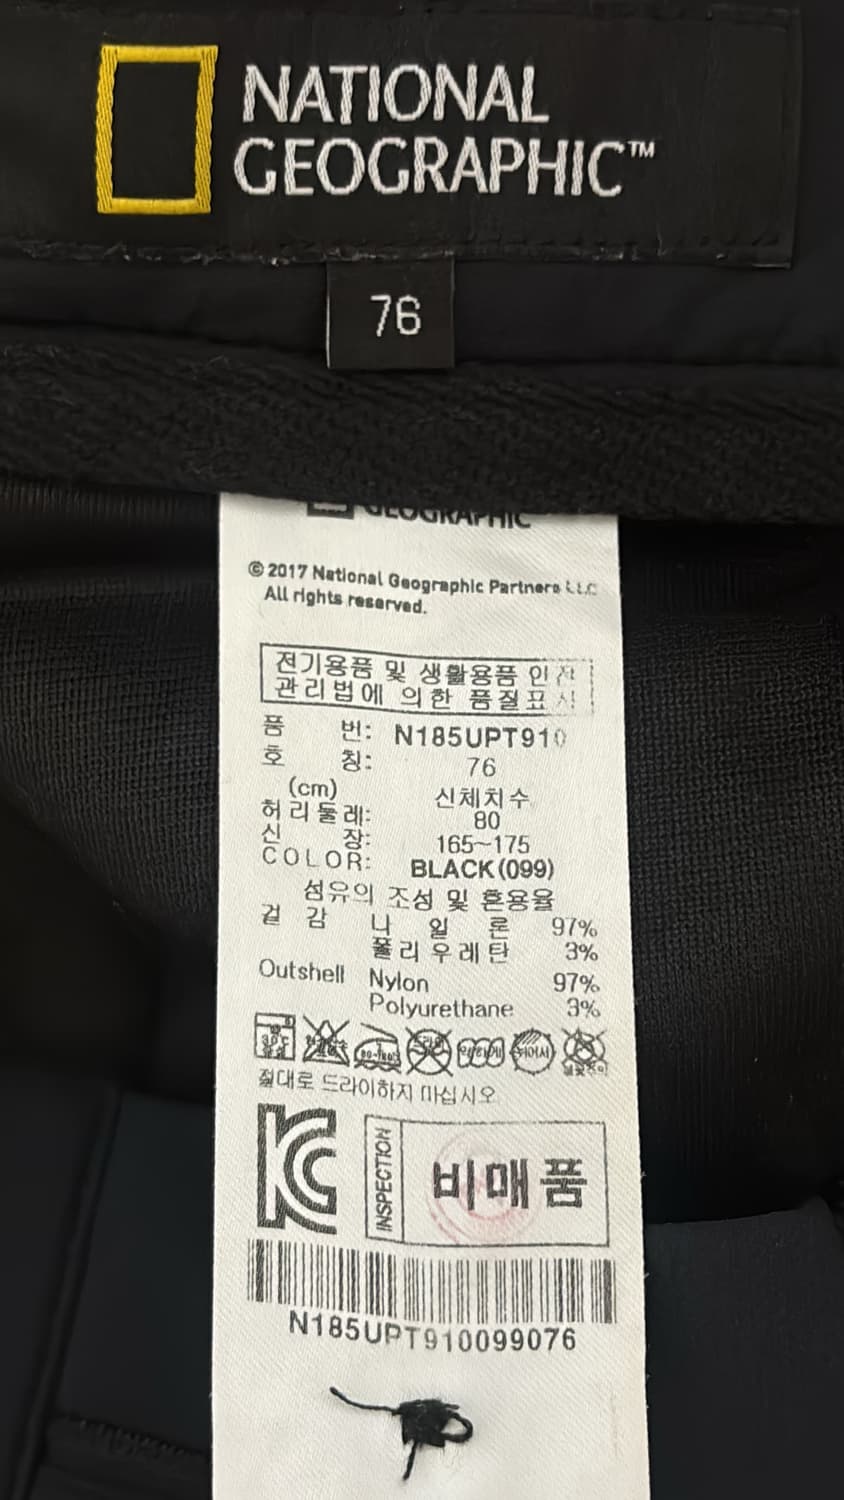 NATIONAL
GEOGRAPHIC™
76
GEOGRAPHIC
© 2017 National Geographic Partners LLC
All rights reserved.
전기용품 및 생활용품 안전
관리법에 의한 품질표시
품 번: N185UPT910
호 칭: 76
(cm) 신체치수
허리둘레: 80
신 장: 165~175
COLOR: BLACK(099)
섬유의 조성 및 혼용율
겉 감 나 일 론 97%
폴리우레탄 3%
Outshell Nylon 97%
Polyurethane 3%
절대로 드라이하지 마십시오
KC
INSPECTION
비매품
N185UPT910099076